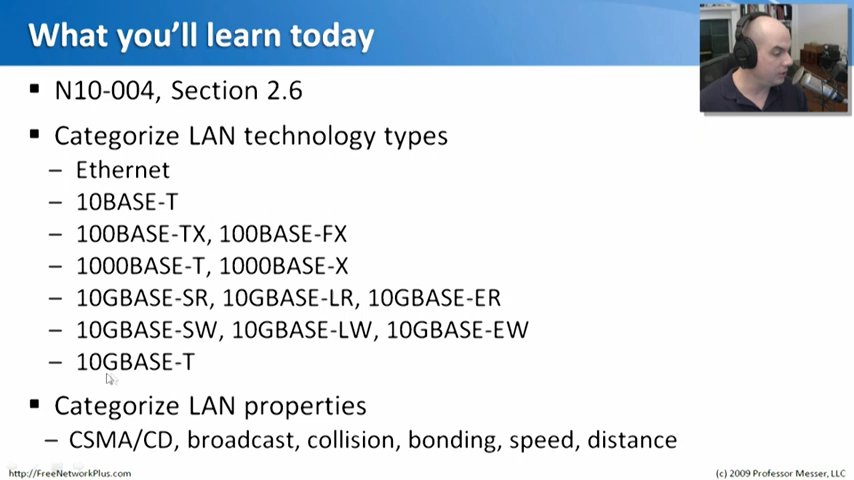 What you'll learn today
▪ N10-004, Section 2.6
▪ Categorize LAN technology types
– Ethernet
– 10BASE-T
– 100BASE-TX, 100BASE-FX
– 1000BASE-T, 1000BASE-X
– 10GBASE-SR, 10GBASE-LR, 10GBASE-ER
– 10GBASE-SW, 10GBASE-LW, 10GBASE-EW
– 10GBASE-T
▪ Categorize LAN properties
– CSMA/CD, broadcast, collision, bonding, speed, distance
http://FreeNetworkPlus.com
(c) 2009 Professor Messer, LLC